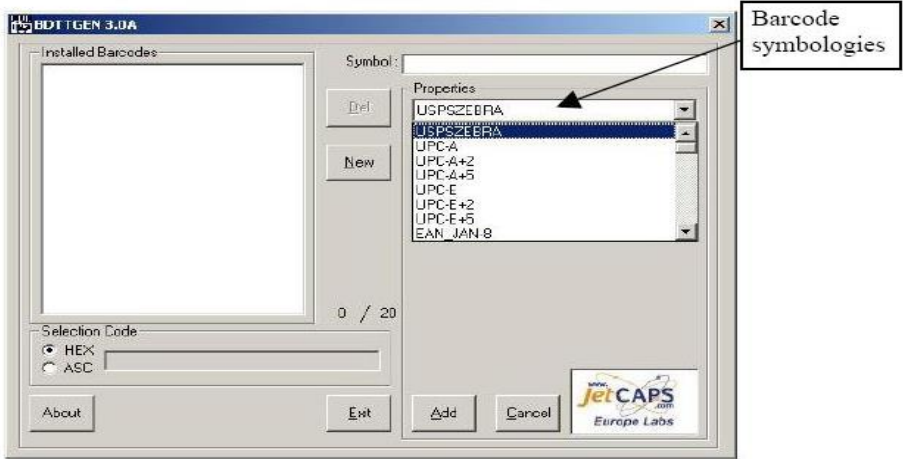 BDTTGEN 3.0A
Barcode
symbologies
Installed Barcodes
Symbol :
Properties
Del
USPSZEBRA
USPSZEBRA
UPC-A
New
UPC-A+2
UPC-A+5
UPC-E
UPC-E+2
UPC-E+5
EAN_JAN-8
0 / 20
Selection Code
HEX
ASC
About
Exit
Add
Cancel
www.
jetCAPS
.com
Europe Labs